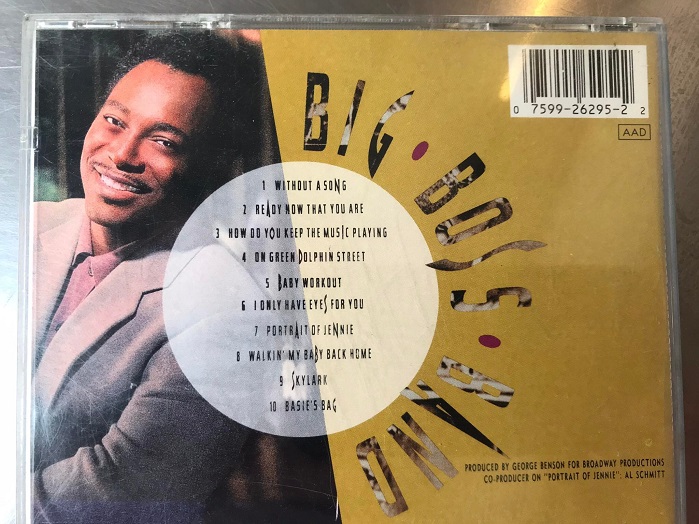 BIG • BOSS • BAND
0 7599-26295-2 2
AAD
1 WITHOUT A SONG
2 READY NOW THAT YOU ARE
3 HOW DO YOU KEEP THE MUSIC PLAYING
4 ON GREEN DOLPHIN STREET
5 BABY WORKOUT
6 I ONLY HAVE EYES FOR YOU
7 PORTRAIT OF JENNIE
8 WALKIN' MY BABY BACK HOME
9 SKYLARK
10 BASIE'S BAG
PRODUCED BY GEORGE BENSON FOR BROADWAY PRODUCTIONS
CO-PRODUCER ON "PORTRAIT OF JENNIE": AL SCHMITT